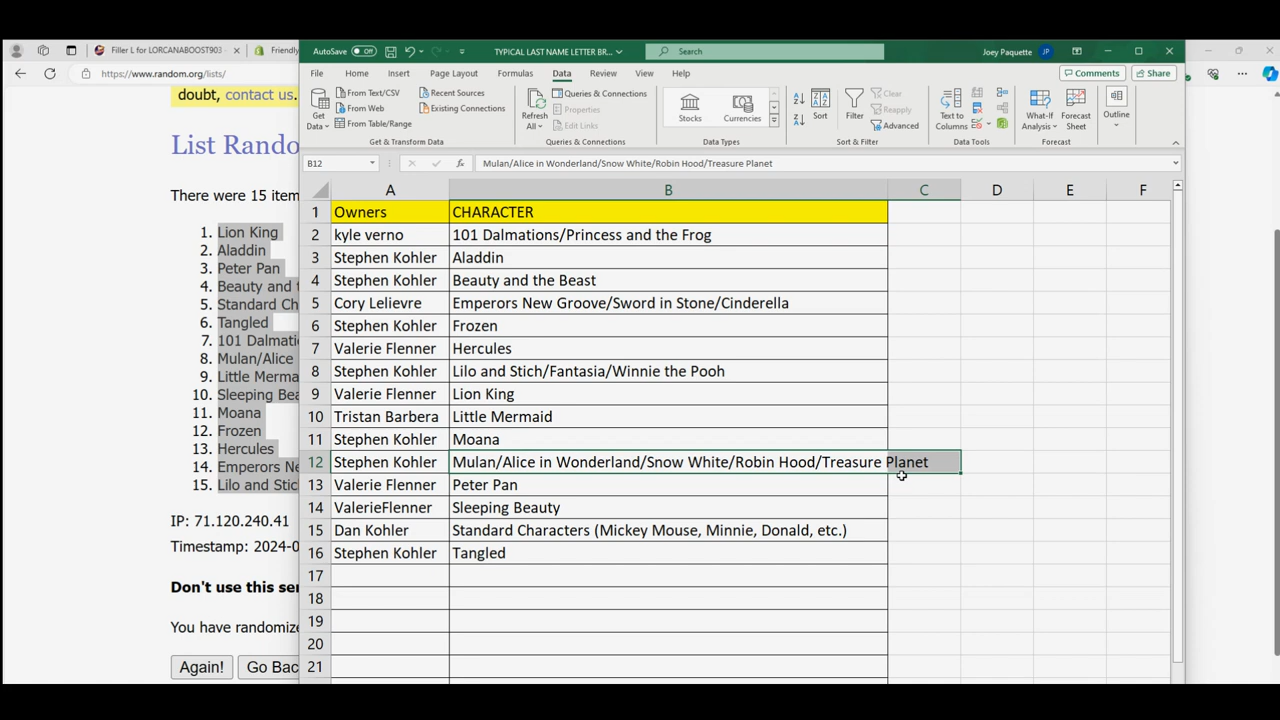 Filler L for LORCANABOOST903 -
Friendly
https://www.random.org/lists/
doubt, contact us.
List Rando
There were 15 item
1. Lion King
2. Aladdin
3. Peter Pan
4. Beauty and t
5. Standard Ch
6. Tangled
7. 101 Dalmatio
8. Mulan/Alice
9. Little Merma
10. Sleeping Bea
11. Moana
12. Frozen
13. Hercules
14. Emperors Ne
15. Lilo and Stic
IP: 71.120.240.41
Timestamp: 2024-0
Don't use this ser
You have randomize
Again!
Go Bac
AutoSave Off
TYPICAL LAST NAME LETTER BR...
Search
Joey Paquette JP
File Home Insert Draw Page Layout Formulas Data Review View Help
Comments Share
Get Data
From Text/CSV
From Web
From Table/Range
Recent Sources
Existing Connections
Get & Transform Data
Refresh All
Queries & Connections
Properties
Edit Links
Queries & Connections
Stocks
Currencies
Data Types
Sort
Filter
Clear
Reapply
Advanced
Sort & Filter
Text to Columns
Data Tools
What-If Analysis
Forecast Sheet
Forecast
Outline
B12
fx Mulan/Alice in Wonderland/Snow White/Robin Hood/Treasure Planet
A B C D E F
1 Owners CHARACTER
2 kyle verno 101 Dalmations/Princess and the Frog
3 Stephen Kohler Aladdin
4 Stephen Kohler Beauty and the Beast
5 Cory Lelievre Emperors New Groove/Sword in Stone/Cinderella
6 Stephen Kohler Frozen
7 Valerie Flenner Hercules
8 Stephen Kohler Lilo and Stich/Fantasia/Winnie the Pooh
9 Valerie Flenner Lion King
10 Tristan Barbera Little Mermaid
11 Stephen Kohler Moana
12 Stephen Kohler Mulan/Alice in Wonderland/Snow White/Robin Hood/Treasure Planet
13 Valerie Flenner Peter Pan
14 ValerieFlenner Sleeping Beauty
15 Dan Kohler Standard Characters (Mickey Mouse, Minnie, Donald, etc.)
16 Stephen Kohler Tangled
17
18
19
20
21